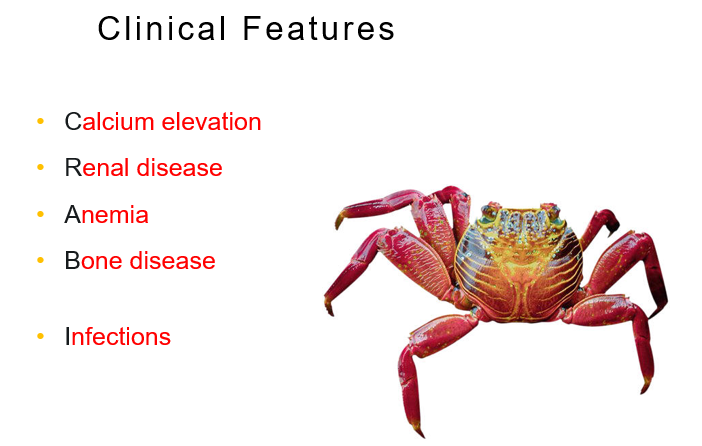 Clinical Features
• Calcium elevation
• Renal disease
• Anemia
• Bone disease
• Infections